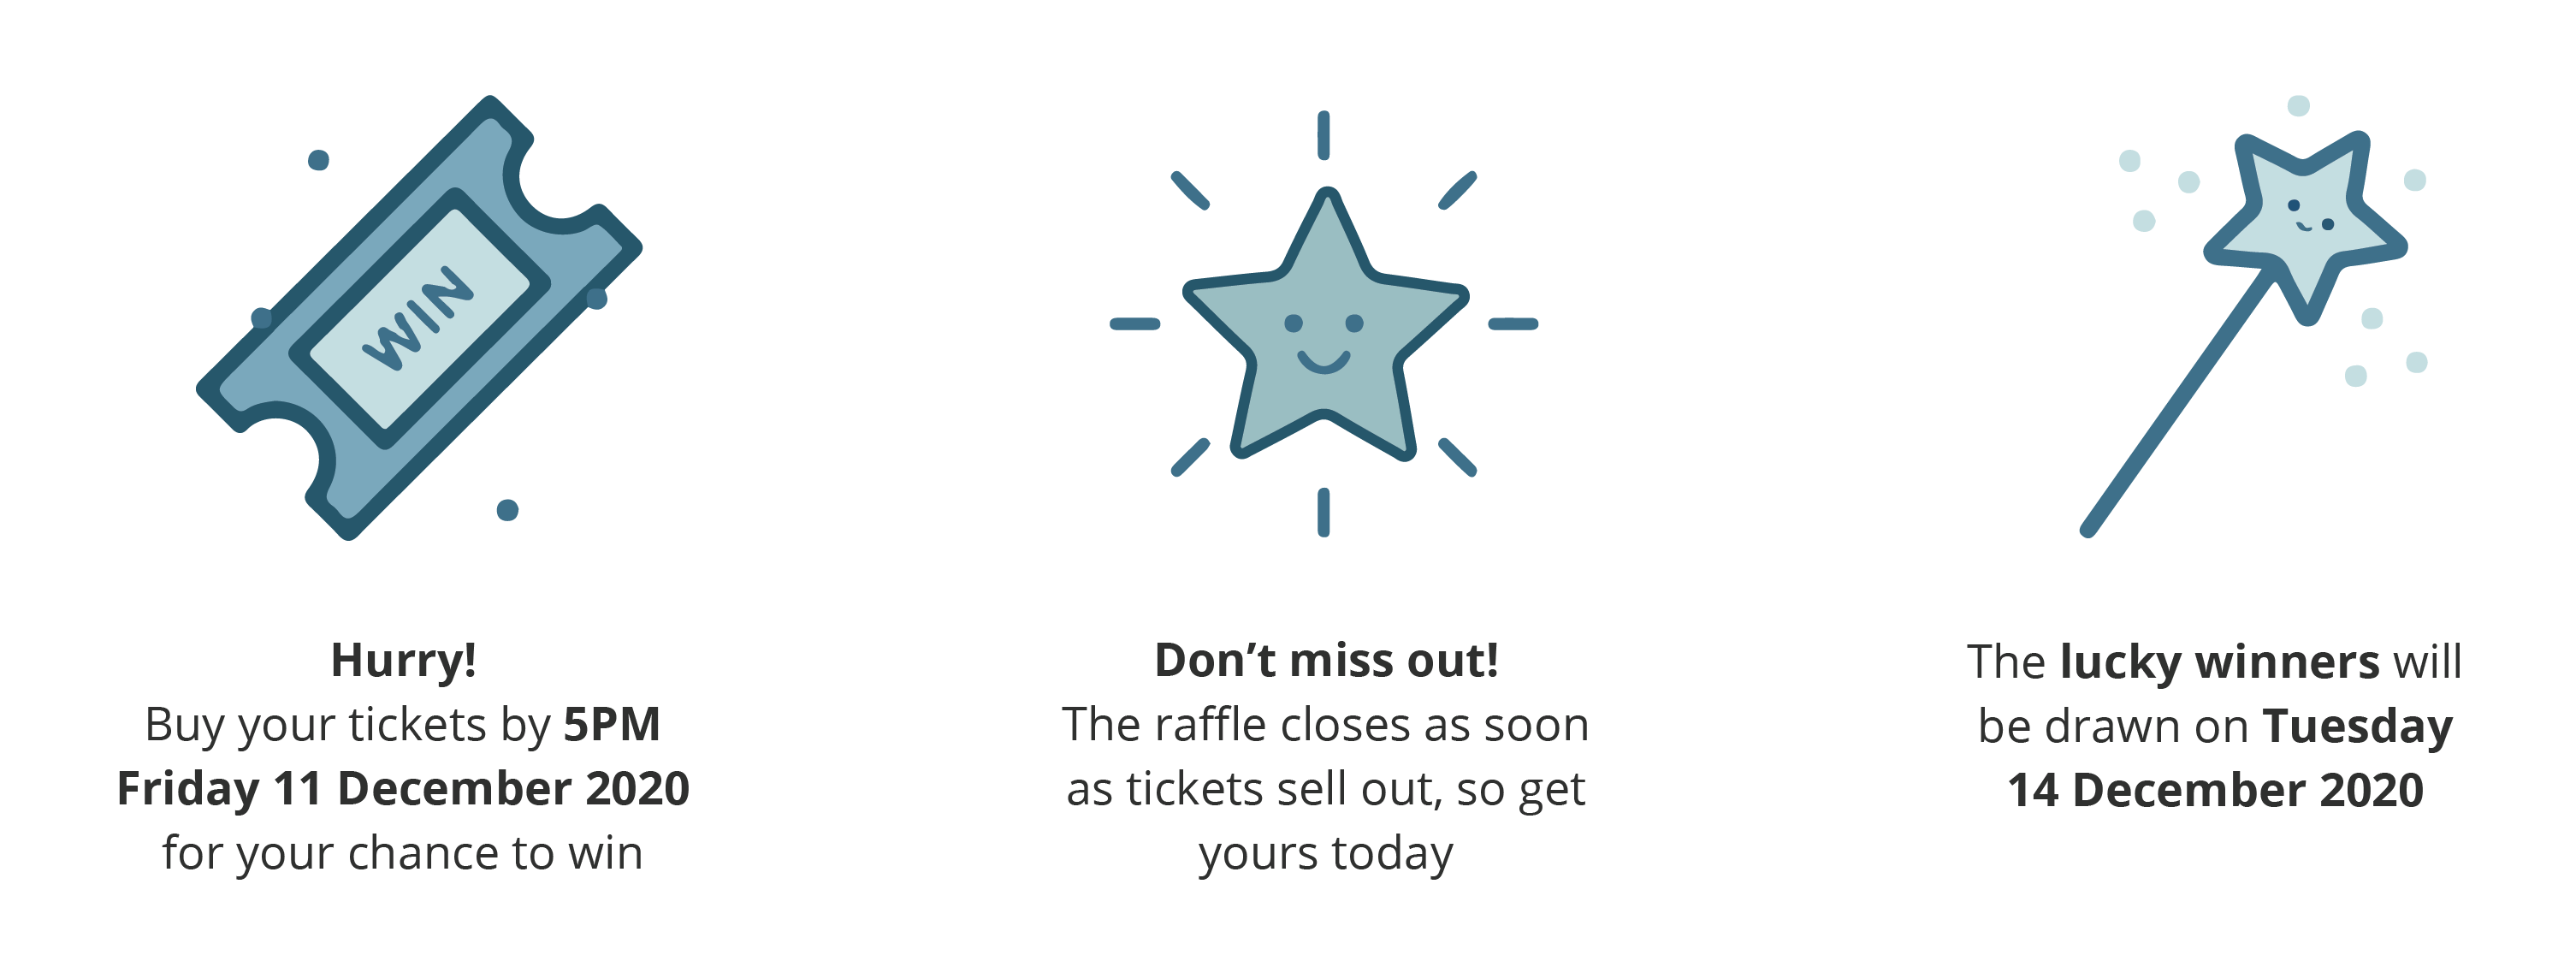 WIN
Hurry!
Buy your tickets by 5PM
Friday 11 December 2020
for your chance to win
Don’t miss out!
The raffle closes as soon
as tickets sell out, so get
yours today
The lucky winners will
be drawn on Tuesday
14 December 2020